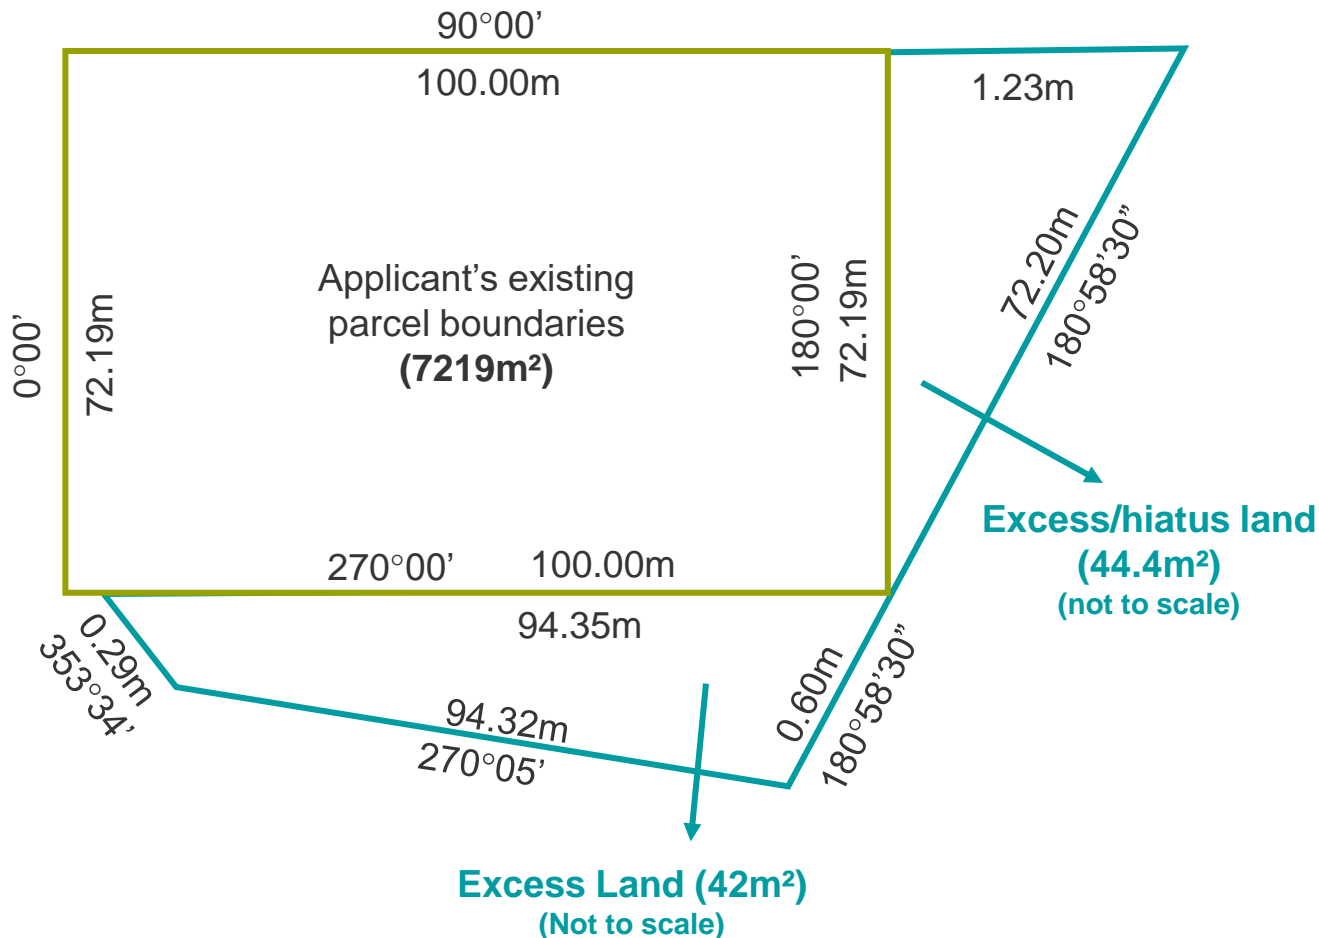 90°00’
100.00m
1.23m
72.20m
180°58’30”
Applicant’s existing
parcel boundaries
(7219m²)
0°00’
72.19m
180°00’
72.19m
Excess/hiatus land
(44.4m²)
(not to scale)
270°00’
100.00m
94.35m
0.29m
353°34’
94.32m
270°05’
0.60m
180°58’30”
Excess Land (42m²)
(Not to scale)